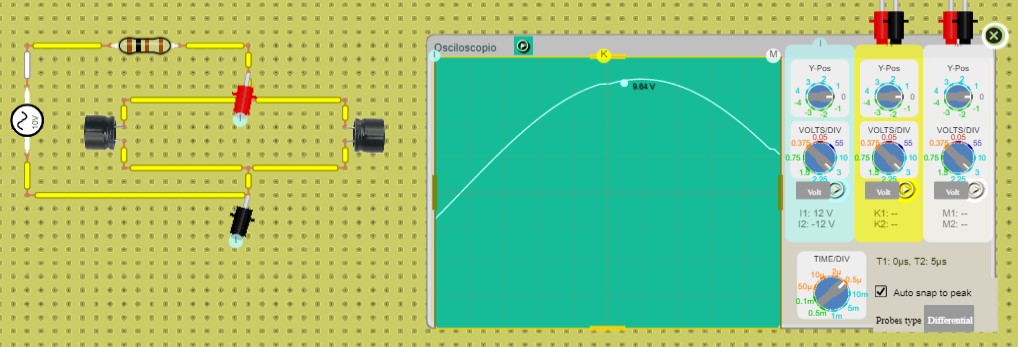 Osciloscopio
I
K
M
10V
I
I
9.64 V
I
Y-Pos
4 3 2 1 0 -1 -2 -3 -4
Y-Pos
4 3 2 1 0 -1 -2 -3 -4
Y-Pos
4 3 2 1 0 -1 -2 -3 -4
VOLTS/DIV
0.05 55 10 3 2.25 1.5 0.75 0.375
VOLTS/DIV
0.05 55 10 3 2.25 1.5 0.75 0.375
VOLTS/DIV
0.05 55 10 3 2.25 1.5 0.75 0.375
Volt
Volt
Volt
I1: 12 V
I2: -12 V
K1: --
K2: --
M1: --
M2: --
TIME/DIV
10µ 2µ 0.5µ 10m 5m 1m 0.5m 0.1m 50µ
T1: 0µs, T2: 5µs
Auto snap to peak
Probes type
Differential